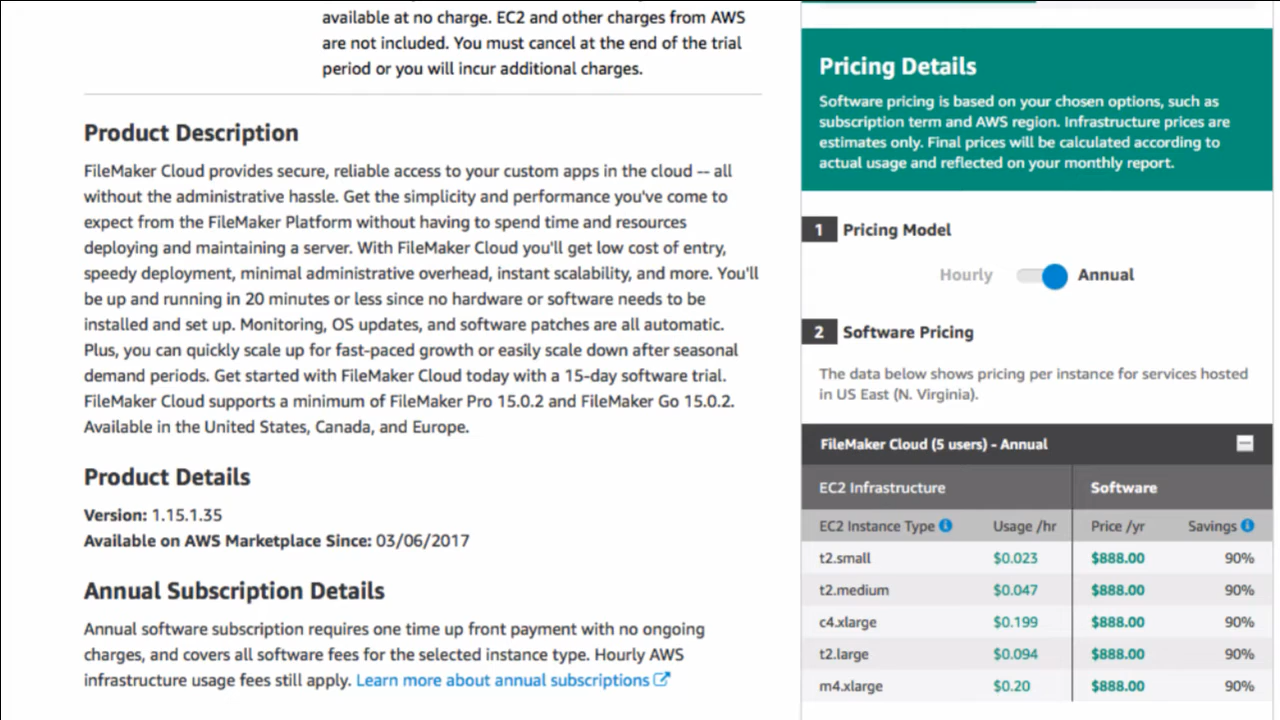 available at no charge. EC2 and other charges from AWS
are not included. You must cancel at the end of the trial
period or you will incur additional charges.
Product Description
FileMaker Cloud provides secure, reliable access to your custom apps in the cloud -- all
without the administrative hassle. Get the simplicity and performance you've come to
expect from the FileMaker Platform without having to spend time and resources
deploying and maintaining a server. With FileMaker Cloud you'll get low cost of entry,
speedy deployment, minimal administrative overhead, instant scalability, and more. You'll
be up and running in 20 minutes or less since no hardware or software needs to be
installed and set up. Monitoring, OS updates, and software patches are all automatic.
Plus, you can quickly scale up for fast-paced growth or easily scale down after seasonal
demand periods. Get started with FileMaker Cloud today with a 15-day software trial.
FileMaker Cloud supports a minimum of FileMaker Pro 15.0.2 and FileMaker Go 15.0.2.
Available in the United States, Canada, and Europe.
Product Details
Version: 1.15.1.35
Available on AWS Marketplace Since: 03/06/2017
Annual Subscription Details
Annual software subscription requires one time up front payment with no ongoing
charges, and covers all software fees for the selected instance type. Hourly AWS
infrastructure usage fees still apply. Learn more about annual subscriptions
Pricing Details
Software pricing is based on your chosen options, such as
subscription term and AWS region. Infrastructure prices are
estimates only. Final prices will be calculated according to
actual usage and reflected on your monthly report.
1 Pricing Model
Hourly Annual
2 Software Pricing
The data below shows pricing per instance for services hosted
in US East (N. Virginia).
FileMaker Cloud (5 users) - Annual
EC2 Infrastructure Software
EC2 Instance Type Usage /hr Price /yr Savings
t2.small $0.023 $888.00 90%
t2.medium $0.047 $888.00 90%
c4.xlarge $0.199 $888.00 90%
t2.large $0.094 $888.00 90%
m4.xlarge $0.20 $888.00 90%